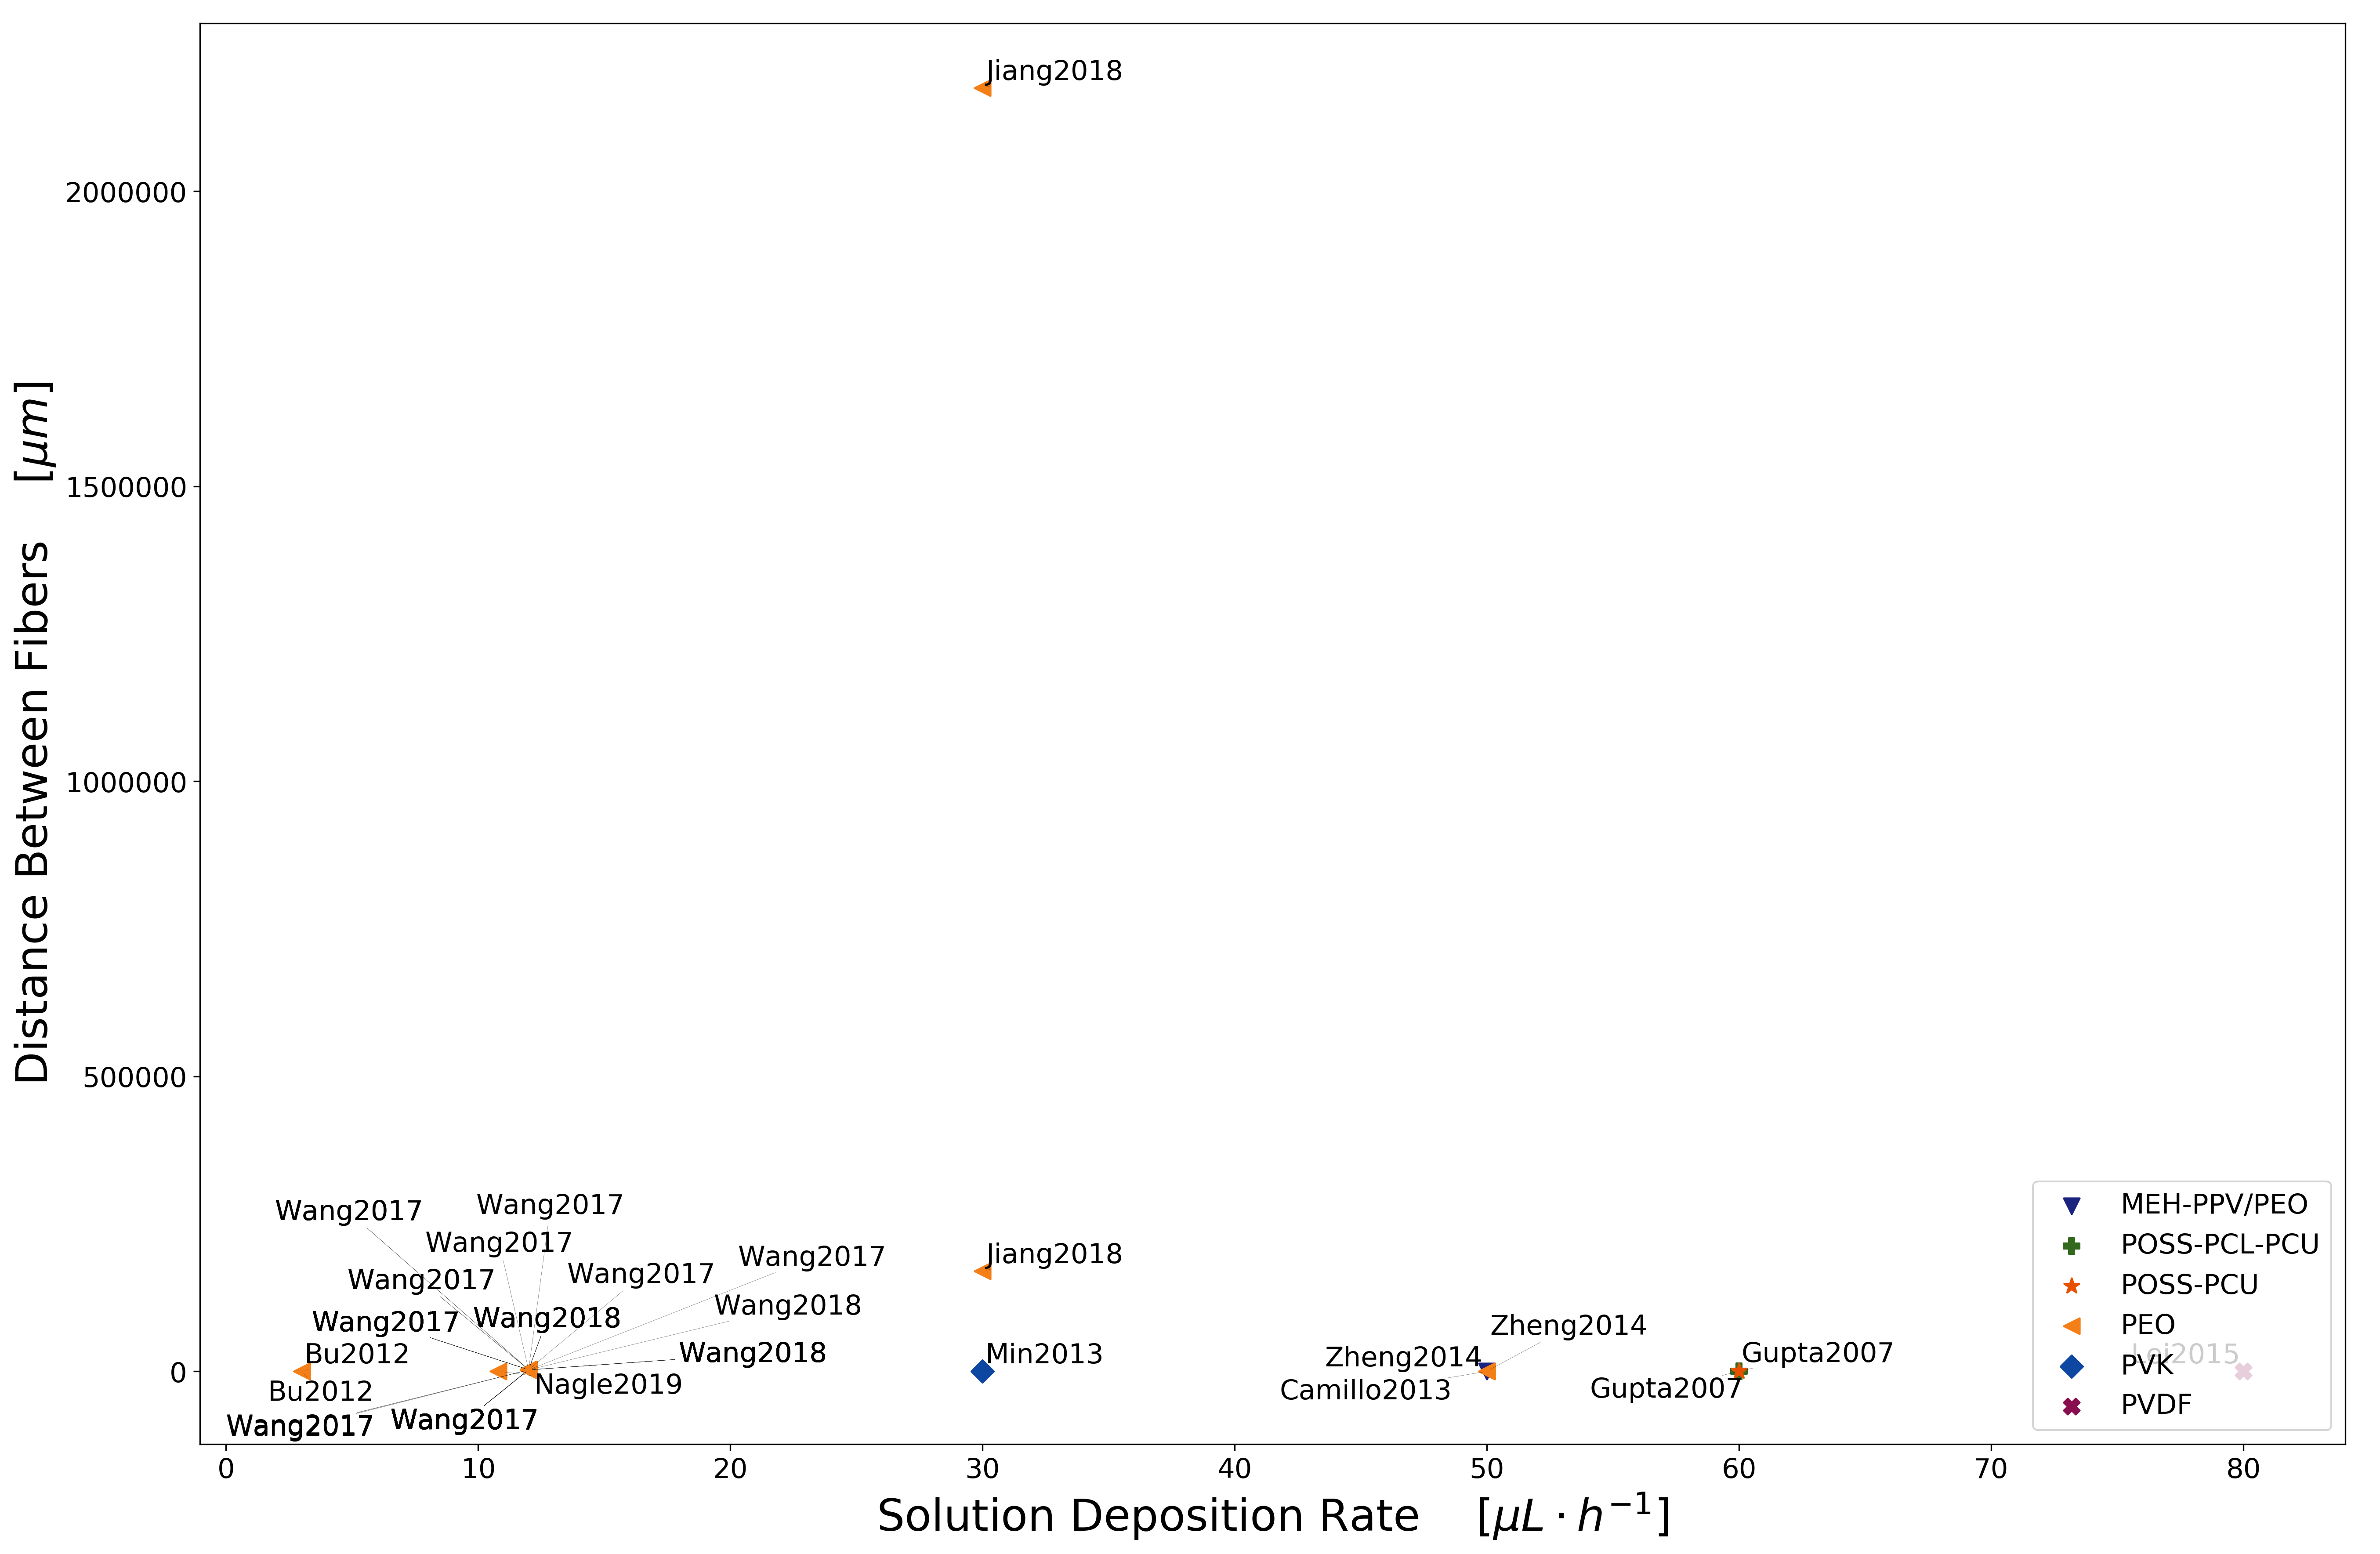 Jiang2018
2000000
1500000
1000000
500000
0
Distance Between Fibers [μm]
Wang2017
Wang2017
Wang2017
Wang2017
Wang2017
Wang2017
Wang2017
Wang2018
Wang2018
Wang2018
Bu2012
Bu2012
Nagle2019
Wang2017
Wang2017
Jiang2018
Min2013
Zheng2014
Zheng2014
Camillo2013
Gupta2007
Gupta2007
Lei2015
MEH-PPV/PEO
POSS-PCL-PCU
POSS-PCU
PEO
PVK
PVDF
0 10 20 30 40 50 60 70 80
Solution Deposition Rate [μL · h⁻¹]